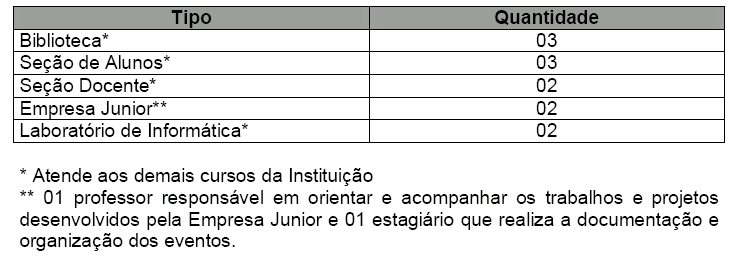 Tipo Quantidade
Biblioteca* 03
Seção de Alunos* 03
Seção Docente* 02
Empresa Junior** 02
Laboratório de Informática* 02
* Atende aos demais cursos da Instituição
** 01 professor responsável em orientar e acompanhar os trabalhos e projetos
desenvolvidos pela Empresa Junior e 01 estagiário que realiza a documentação e
organização dos eventos.